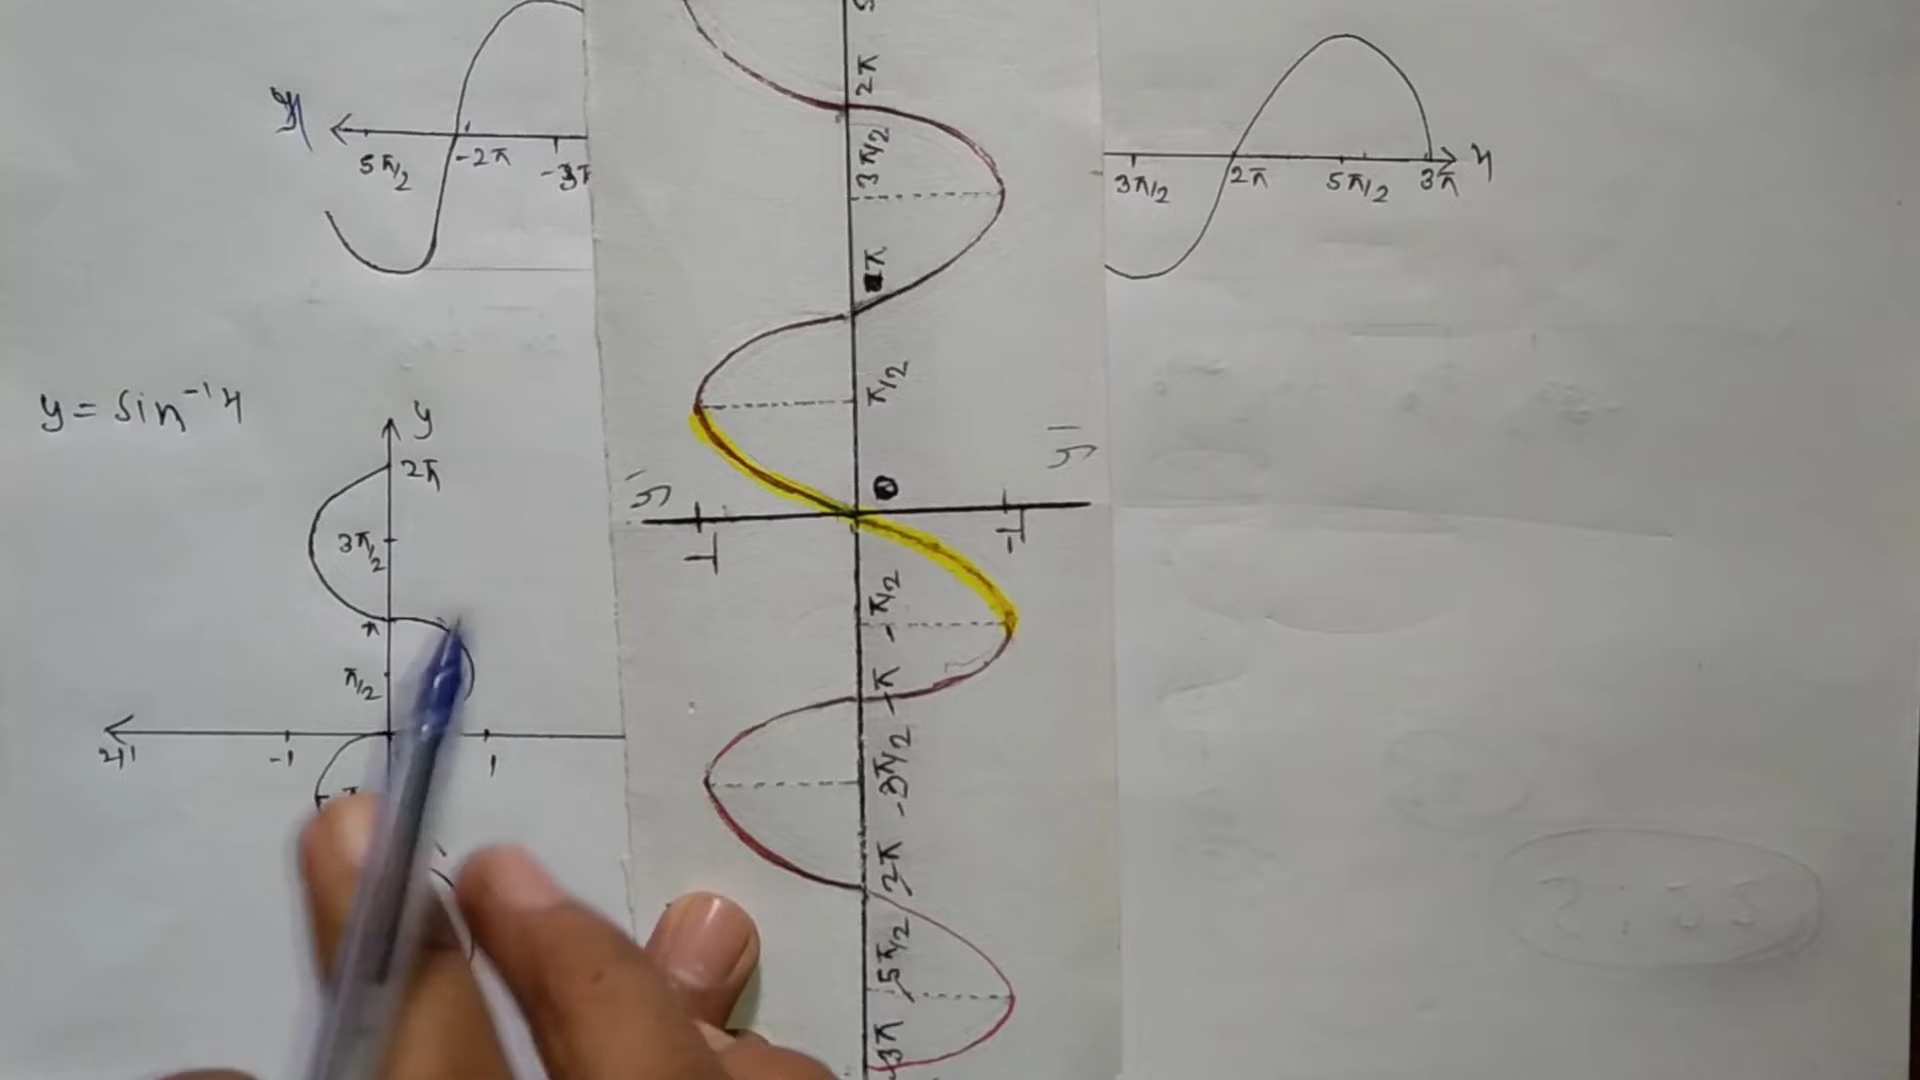 5π/2 -2π -3π
2π
3π/2
π
π/2
0
1 -1
-π/2
-π
-3π/2
2π
5π/2
3π
3π/2 2π 5π/2 3π x
y = sin⁻¹x
y
2π
3π/2
π
π/2
x' -1 1